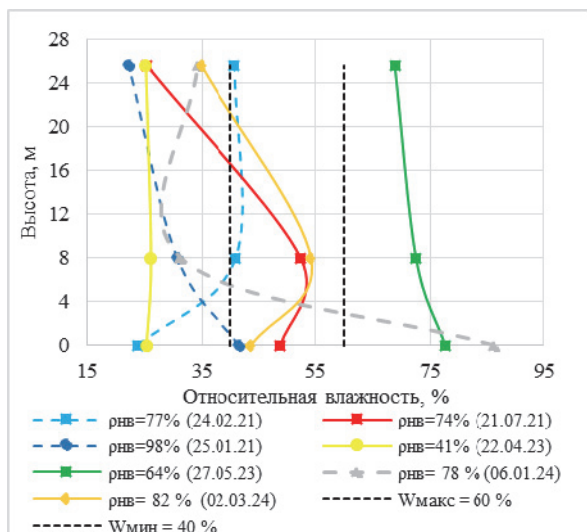 28
24
20
16
12
8
4
0
Высота, м
15 35 55 75 95
Относительная влажность, %
ρнв=77% (24.02.21) ρнв=74% (21.07.21)
ρнв=98% (25.01.21) ρнв=41% (22.04.23)
ρнв=64% (27.05.23) ρнв= 78 % (06.01.24)
ρнв= 82 % (02.03.24) Wмакс = 60 %
Wмин = 40 %